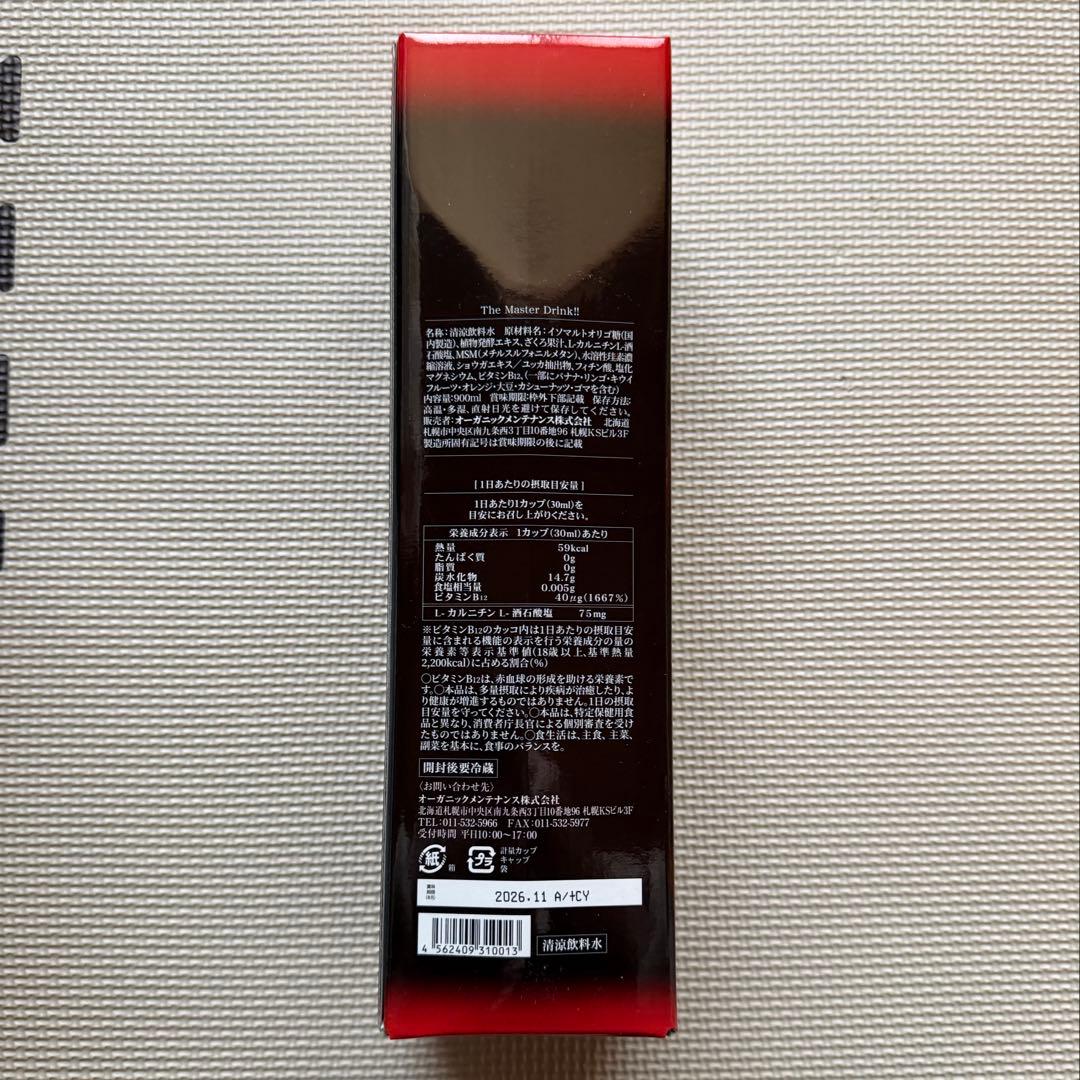 The Master Drink!!
名称：清涼飲料水　原材料名：イソマルトオリゴ糖(国
内製造)、植物発酵エキス、ざくろ果汁、L-カルニチンL-酒
石酸塩、MSM(メチルスルフォニルメタン)、水溶性珪素濃
縮溶液、ショウガエキス／ユッカ抽出物、フィチン酸、塩化
マグネシウム、ビタミンB12、(一部にバナナ・リンゴ・キウイ
フルーツ・オレンジ・大豆・カシューナッツ・ゴマを含む)
内容量:900ml　賞味期限:枠外下部記載　保存方法:
高温・多湿、直射日光を避けて保存してください。
販売者:オーガニックメンテナンス株式会社　北海道
札幌市中央区南九条西3丁目10番地96 札幌KSビル3F
製造所固有記号は賞味期限の後に記載
[1日あたりの摂取目安量]
1日あたり1カップ(30ml)を
目安にお召し上がりください。
栄養成分表示　1カップ(30ml)あたり
熱量　59kcal
たんぱく質　0g
脂質　0g
炭水化物　14.7g
食塩相当量　0.005g
ビタミンB12　40μg(1667%)
L- カルニチン L- 酒石酸塩　75mg
※ビタミンB12のカッコ内は1日あたりの摂取目安
量に含まれる機能の表示を行う栄養成分の量の
栄養素等表示基準値(18歳以上、基準熱量
2,200kcal)に占める割合(%)
○ビタミンB12は、赤血球の形成を助ける栄養素で
す。○本品は、多量摂取により疾病が治癒したり、よ
り健康が増進するものではありません。1日の摂取
目安量を守ってください。○本品は、特定保健用食
品と異なり、消費者庁長官による個別審査を受け
たものではありません。○食生活は、主食、主菜、
副菜を基本に、食事のバランスを。
開封後要冷蔵
〈お問い合わせ先〉
オーガニックメンテナンス株式会社
北海道札幌市中央区南九条西3丁目10番地96 札幌KSビル3F
TEL:011-532-5966　FAX:011-532-5977
受付時間 平日10:00〜17:00
紙 箱 プラ 計量カップ
キャップ
袋
賞味
期限
2026.11 A/+CY
4 562409 310013
清涼飲料水